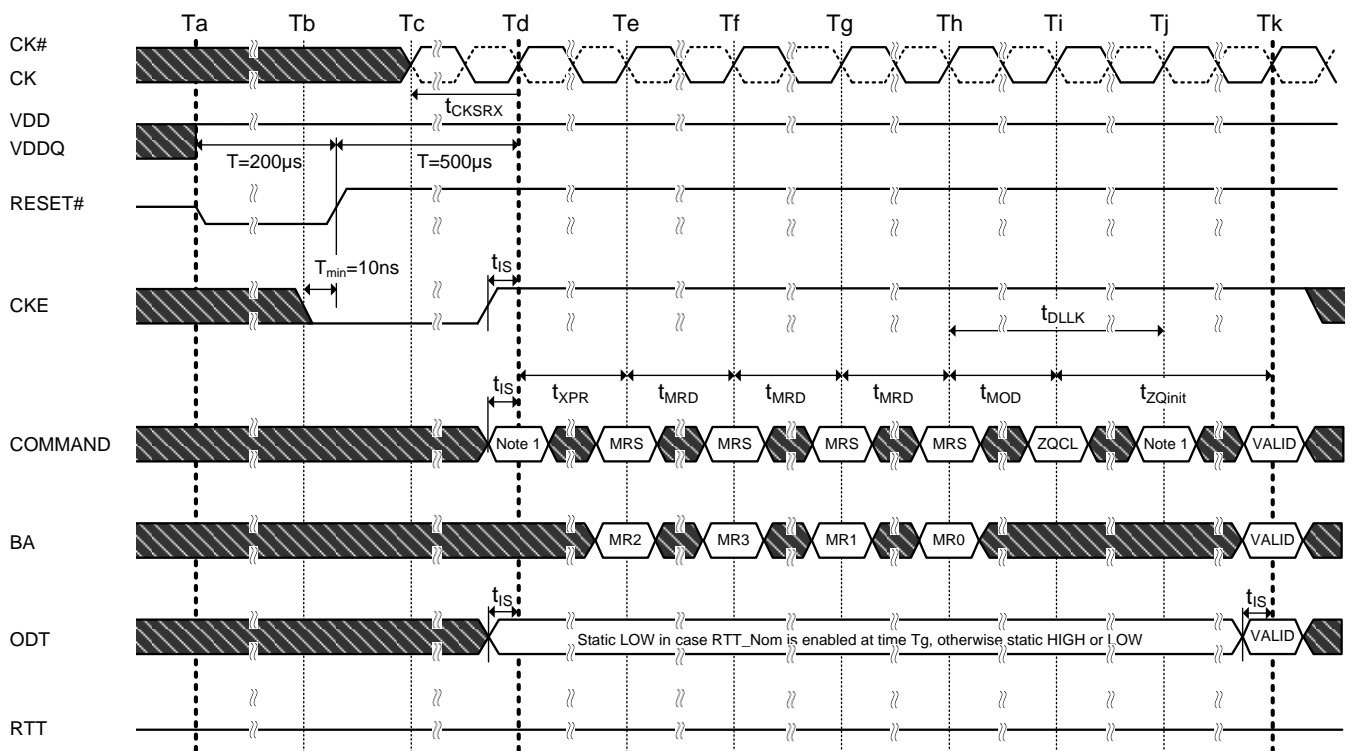 Ta Tb Tc Td Te Tf Tg Th Ti Tj Tk
CK#
CK
tCKSRX
VDD
VDDQ
T=200µs T=500µs
RESET#
Tmin=10ns
tIS
CKE
tDLLK
tIS
tXPR tMRD tMRD tMRD tMOD tZQinit
COMMAND Note 1 MRS MRS MRS MRS ZQCL Note 1 VALID
BA MR2 MR3 MR1 MR0 VALID
tIS tIS
ODT Static LOW in case RTT_Nom is enabled at time Tg, otherwise static HIGH or LOW VALID
RTT